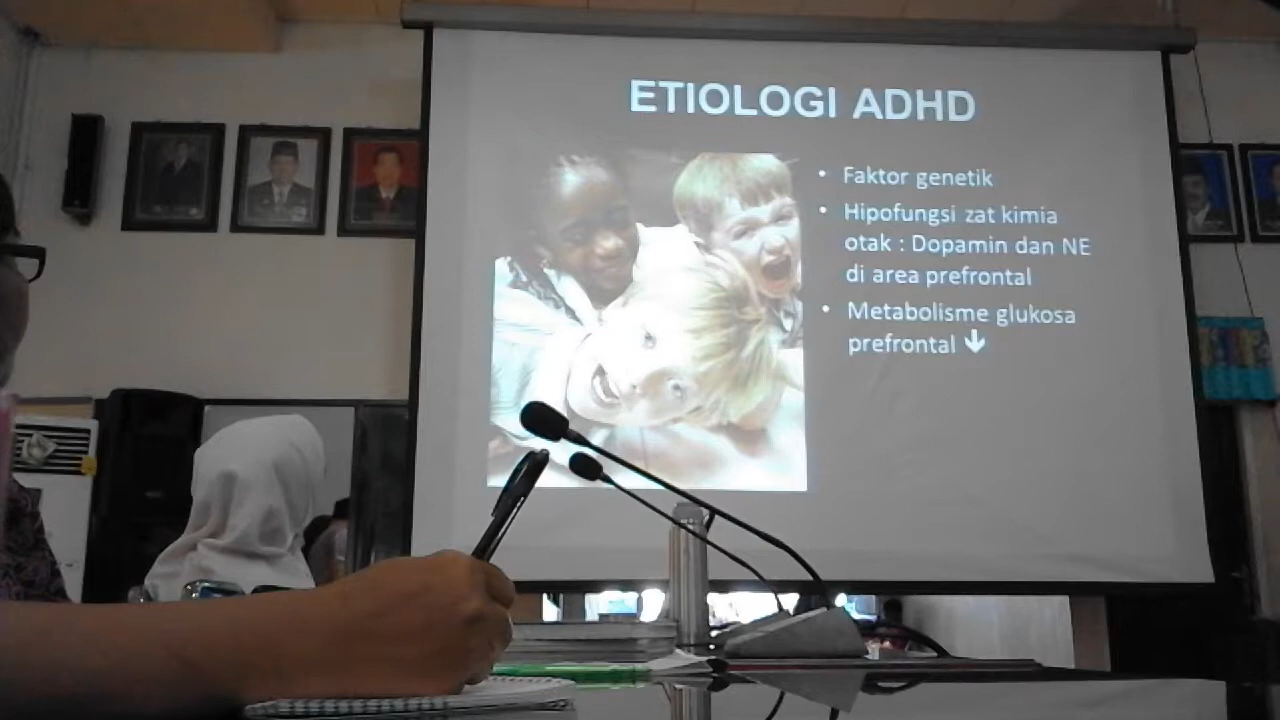 ETIOLOGI ADHD
• Faktor genetik
• Hipofungsi zat kimia
otak : Dopamin dan NE
di area prefrontal
• Metabolisme glukosa
prefrontal ↓